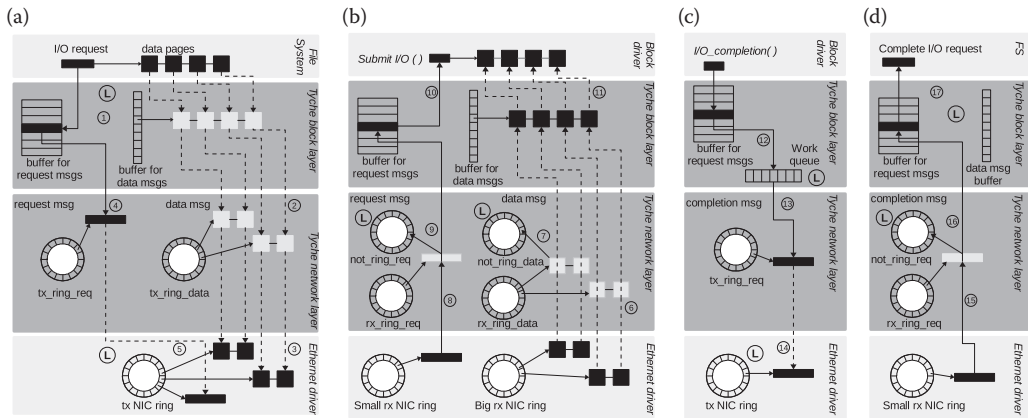 (a)
I/O request
data pages
File
System
L
1
buffer for
request msgs
buffer for
data msgs
Tyche block layer
request msg
4
data msg
2
tx_ring_req
tx_ring_data
Tyche network layer
L
5
3
tx NIC ring
Ethernet driver
(b)
Submit I/O ( )
Block
driver
10
11
buffer for
request msgs
buffer for
data msgs
Tyche block layer
request msg
data msg
L
L
9
7
not_ring_req
not_ring_data
8
6
rx_ring_req
rx_ring_data
Tyche network layer
Small rx NIC ring
Big rx NIC ring
Ethernet driver
(c)
I/O_completion( )
Block
driver
12
buffer for
request msgs
Work
queue
L
Tyche block layer
13
completion msg
tx_ring_req
Tyche network layer
L
14
tx NIC ring
Ethernet driver
(d)
Complete I/O request
FS
17
L
buffer for
request msgs
data msg
buffer
Tyche block layer
completion msg
L
16
not_ring_req
15
rx_ring_req
Tyche network layer
Small rx NIC ring
Ethernet driver